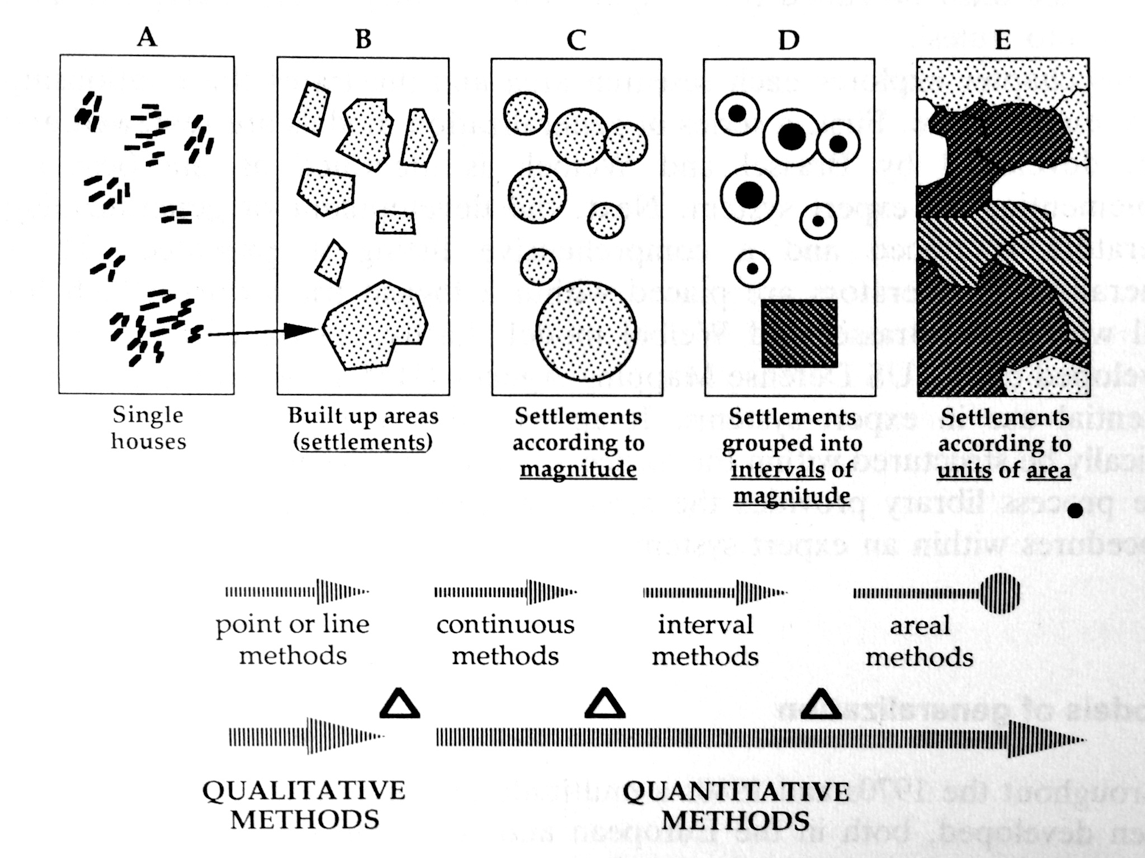 A B C D E
Single
houses
Built up areas
(settlements)
Settlements
according to
magnitude
Settlements
grouped into
intervals of
magnitude
Settlements
according to
units of area
point or line
methods
continuous
methods
interval
methods
areal
methods
QUALITATIVE
METHODS
QUANTITATIVE
METHODS